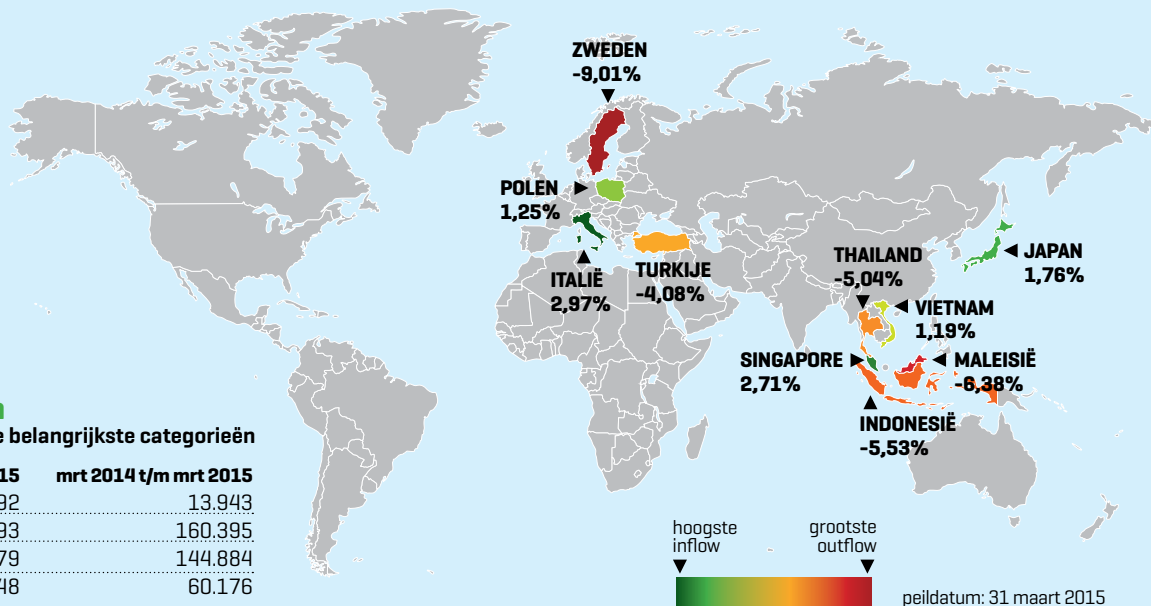 ZWEDEN
-9,01%
POLEN
1,25%
ITALIË
2,97%
TURKIJE
-4,08%
THAILAND
-5,04%
JAPAN
1,76%
VIETNAM
1,19%
SINGAPORE
2,71%
MALEISIË
-6,38%
INDONESIË
-5,53%
belangrijkste categorieën
15 mrt 2014 t/m mrt 2015
92 13.943
93 160.395
79 144.884
48 60.176
hoogste
inflow
grootste
outflow
peildatum: 31 maart 2015